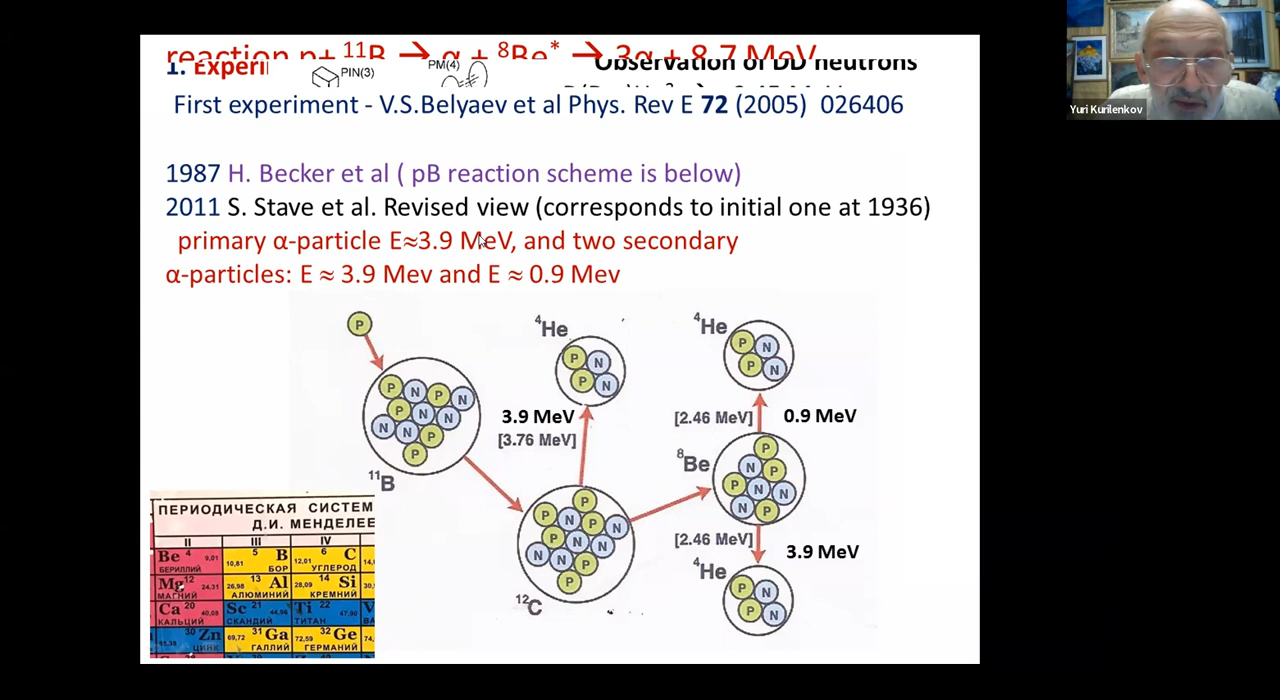 reaction p+ ¹¹B → α + ⁸Be* → 3α + 8.7 MeV
1. Experi
PIN(3)
PM(4)
Observation of DD neutrons
First experiment - V.S.Belyaev et al Phys. Rev E 72 (2005) 026406
Yuri Kurilenkov
1987 H. Becker et al ( pB reaction scheme is below)
2011 S. Stave et al. Revised view (corresponds to initial one at 1936)
primary α-particle E≈3.9 MeV, and two secondary
α-particles: E ≈ 3.9 Mev and E ≈ 0.9 Mev
P
⁴He
P N
P N
⁴He
P N
P N
3.9 MeV
[3.76 MeV]
[2.46 MeV]
0.9 MeV
P N P N
P N N
N N P
P
¹¹B
⁸Be
P
N P
P N N
N P
[2.46 MeV]
3.9 MeV
P
P N P N
P N N
N N P
P
¹²C
⁴He
P N
P N
ПЕРИОДИЧЕСКАЯ СИСТЕМ
Д.И. МЕНДЕЛЕЕ
II III IV
Be 4 9,01
БЕРИЛЛИЙ
10,81 5 B
БОР
12,01 6 C
УГЛЕРОД
14,
Mg 12 24,31
МАГНИЙ
26,98 13 Al
АЛЮМИНИЙ
28,09 14 Si
КРЕМНИЙ
30,
Ca 20 40,08
КАЛЬЦИЙ
Sc 21 44,96
СКАНДИЙ
Ti 22 47,90
ТИТАН
V
ВА
30 Zn
ЦИНК
69,72 31 Ga
ГАЛЛИЙ
72,59 32 Ge
ГЕРМАНИЙ
74,